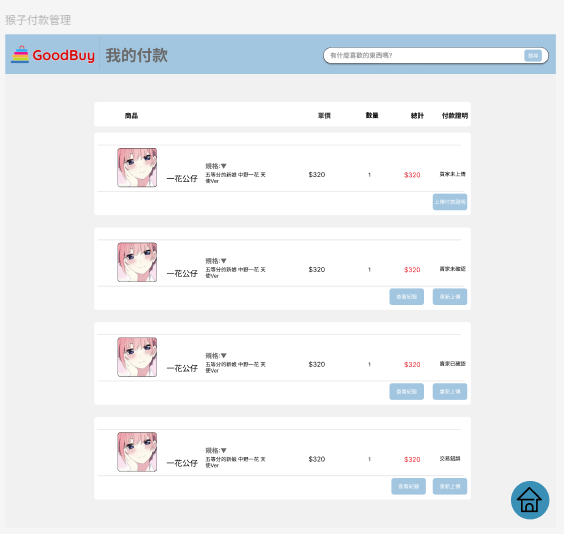 猴子付款管理
GoodBuy 我的付款
有什麼喜歡的東西嗎? 搜尋
商品 單價 數量 總計 付款證明
規格:▼
一花公仔 五等分的新娘 中野一花 天使Ver $320 1 $320 買家未上傳
上傳付款證明
規格:▼
一花公仔 五等分的新娘 中野一花 天使Ver $320 1 $320 賣家未確認
查看紀錄 重新上傳
規格:▼
一花公仔 五等分的新娘 中野一花 天使Ver $320 1 $320 賣家已確認
查看紀錄 重新上傳
規格:▼
一花公仔 五等分的新娘 中野一花 天使Ver $320 1 $320 交易錯誤
查看紀錄 重新上傳